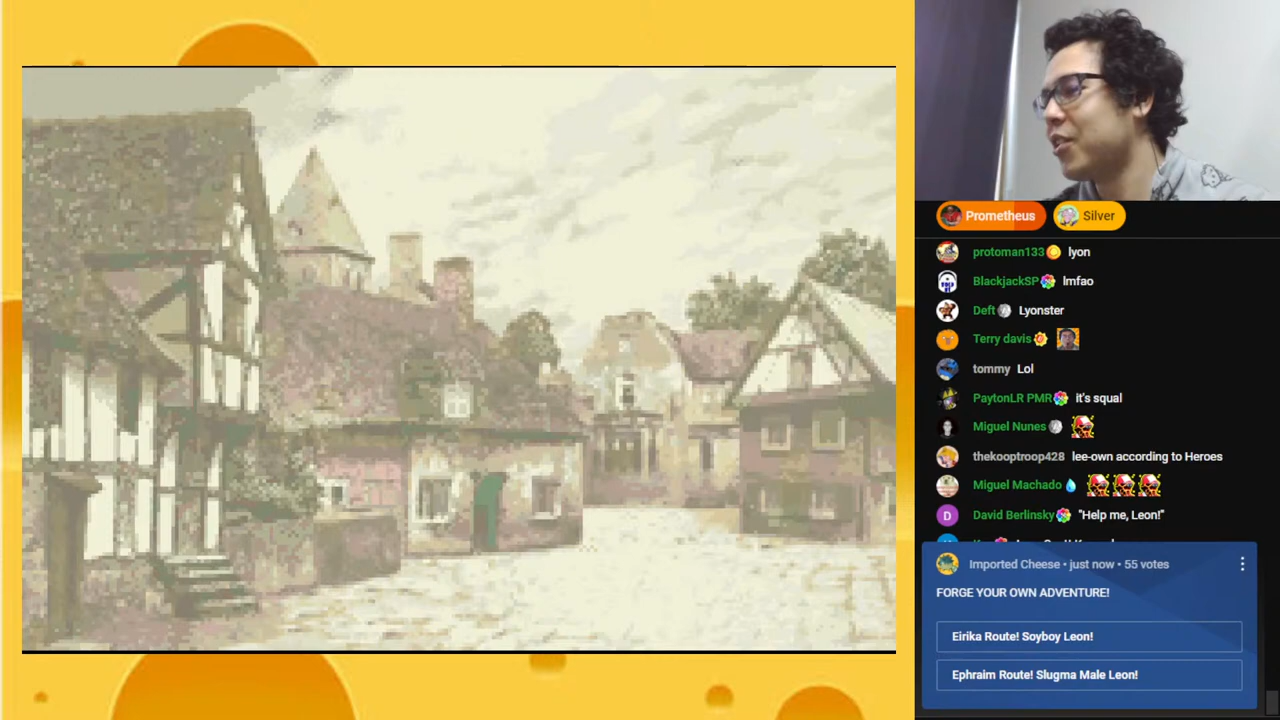 Prometheus
Silver
protoman133 lyon
BlackjackSP lmfao
Deft Lyonster
Terry davis
tommy Lol
PaytonLR PMR it's squal
Miguel Nunes
thekooptroop428 lee-own according to Heroes
Miguel Machado
D David Berlinsky "Help me, Leon!"
Imported Cheese • just now • 55 votes
FORGE YOUR OWN ADVENTURE!
Eirika Route! Soyboy Leon!
Ephraim Route! Slugma Male Leon!